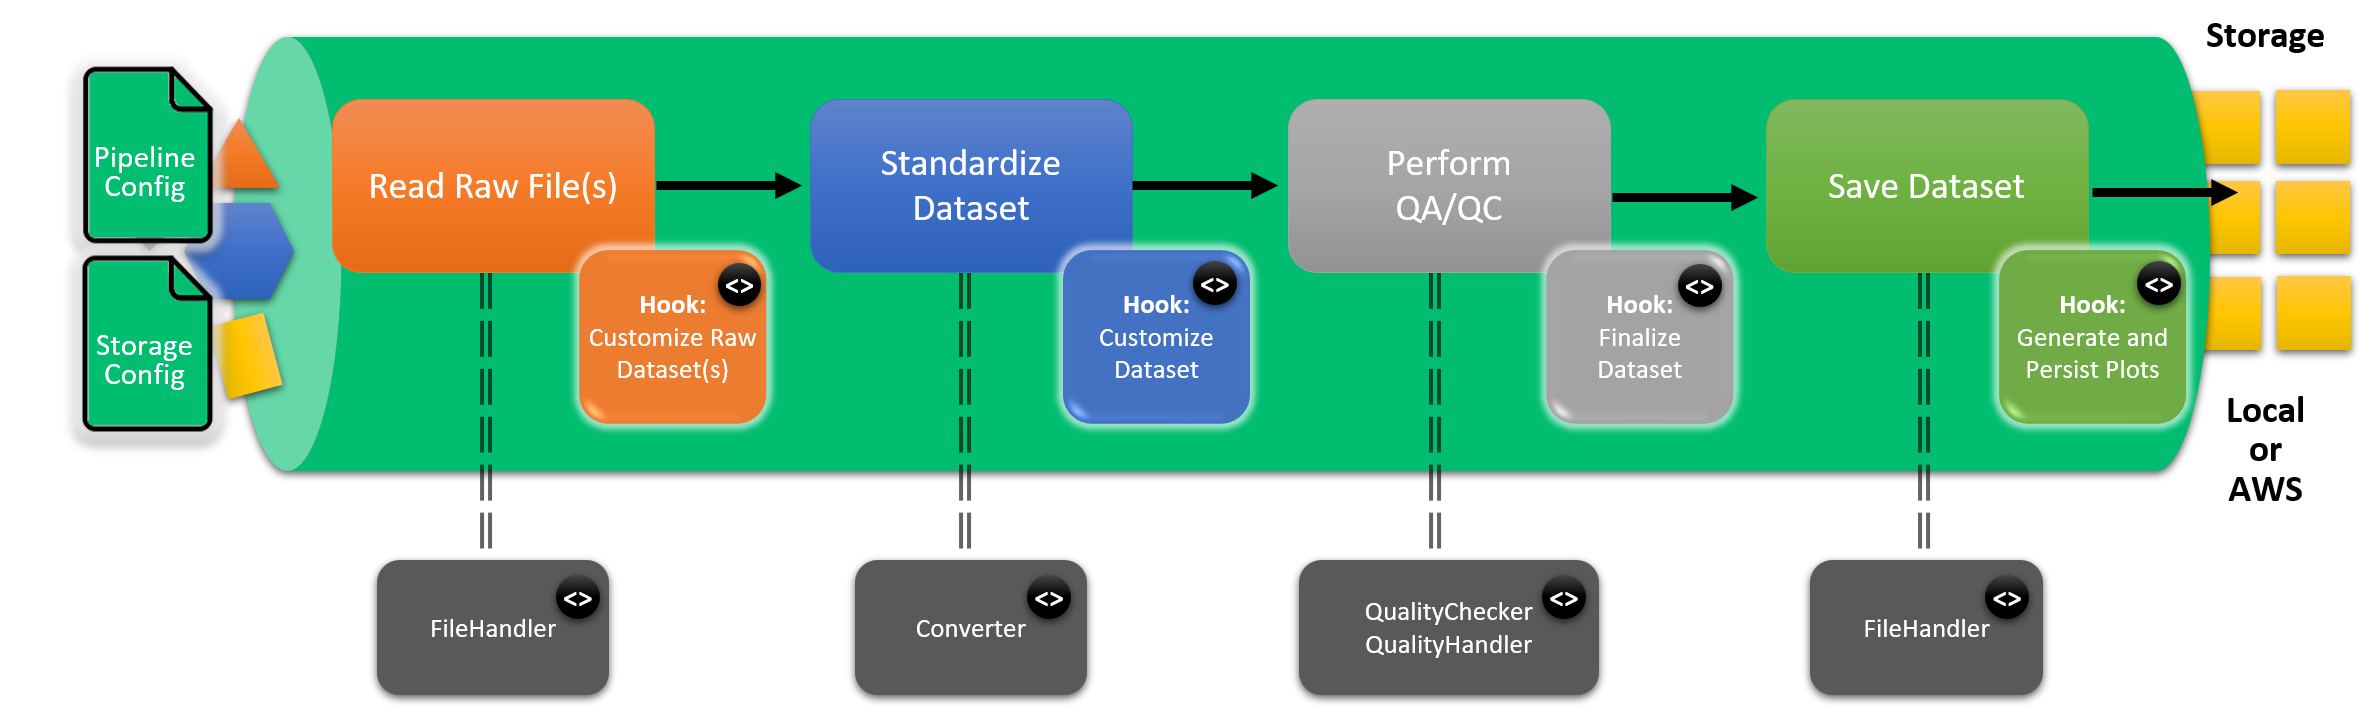 Storage
Pipeline
Config
Storage
Config
Read Raw File(s)
Standardize
Dataset
Perform
QA/QC
Save Dataset
<>
Hook:
Customize Raw
Dataset(s)
<>
Hook:
Customize
Dataset
<>
Hook:
Finalize
Dataset
<>
Hook:
Generate and
Persist Plots
Local
or
AWS
<>
FileHandler
<>
Converter
<>
QualityChecker
QualityHandler
<>
FileHandler